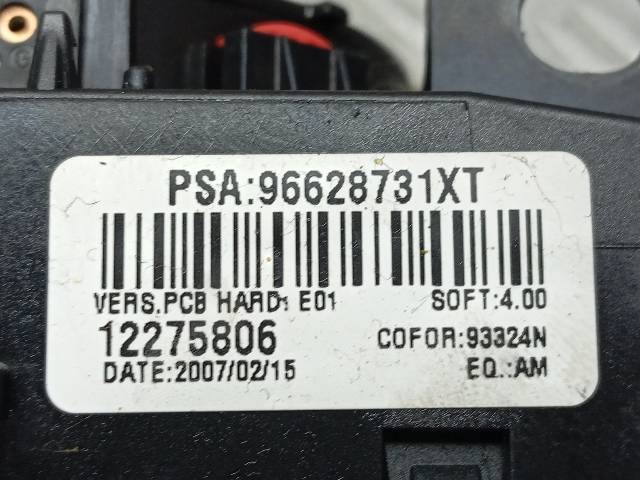 PSA:96628731XT
VERS.PCB HARD: E01 SOFT:4.00
12275806 COFOR:93324N
DATE:2007/02/15 EQ.:AM